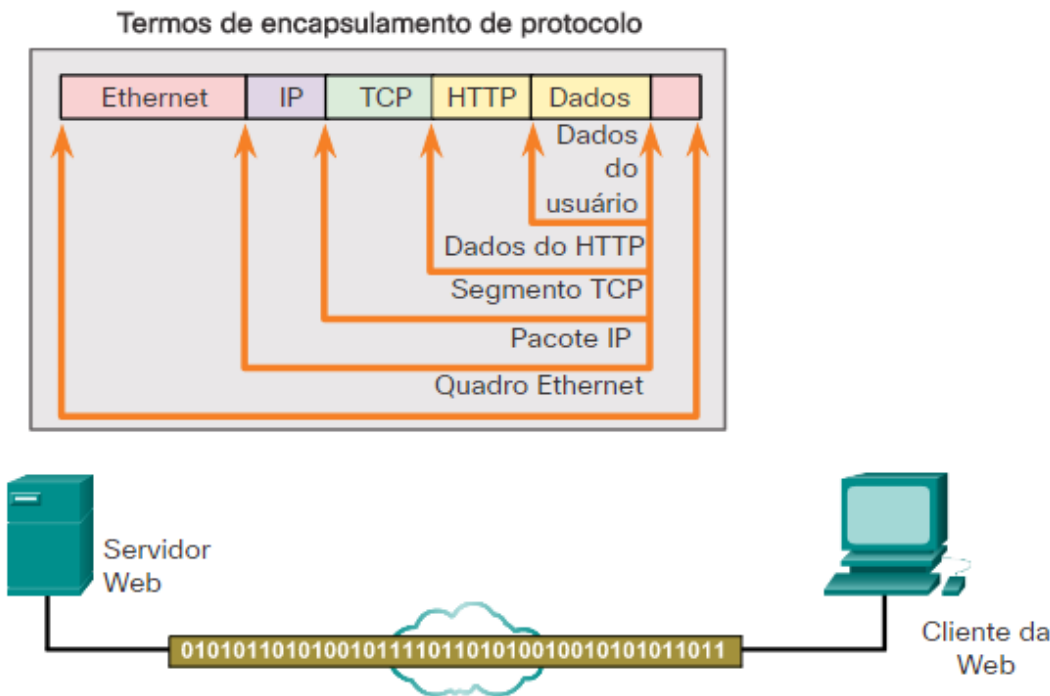 Termos de encapsulamento de protocolo
Ethernet IP TCP HTTP Dados
Dados
do
usuário
Dados do HTTP
Segmento TCP
Pacote IP
Quadro Ethernet
Servidor
Web
010101101010010111101101010010010101011011
Cliente da
Web